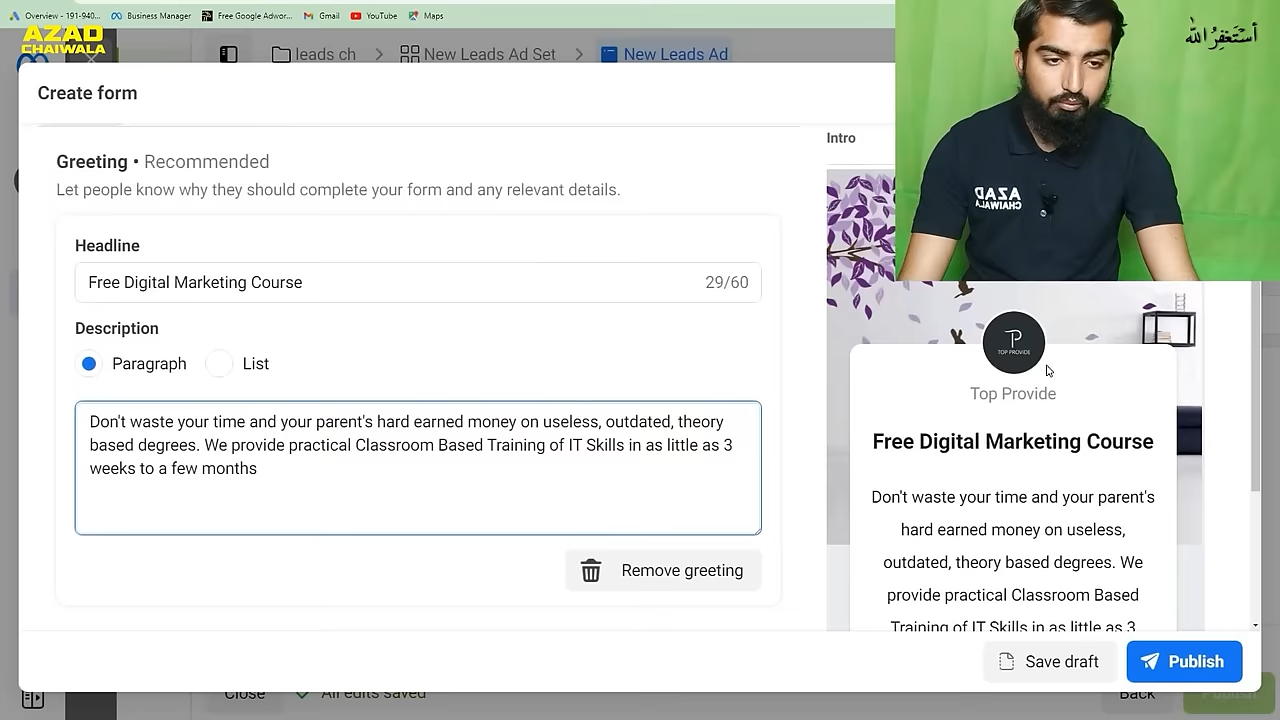 Overview - 191-940...
Business Manager
Free Google Adwor...
Gmail
YouTube
Maps
AZAD
CHAIWALA
leads ch
New Leads Ad Set
New Leads Ad
أستغفر الله
Create form
Greeting • Recommended
Let people know why they should complete your form and any relevant details.
Headline
Free Digital Marketing Course
29/60
Description
Paragraph
List
Don't waste your time and your parent's hard earned money on useless, outdated, theory
based degrees. We provide practical Classroom Based Training of IT Skills in as little as 3
weeks to a few months
Remove greeting
Intro
AZAD
CHAIWALA
TOP PROVIDE
Top Provide
Free Digital Marketing Course
Don't waste your time and your parent's
hard earned money on useless,
outdated, theory based degrees. We
provide practical Classroom Based
Training of IT Skills in as little as 3
Save draft
Publish
Close
All edits saved
Back
Publish